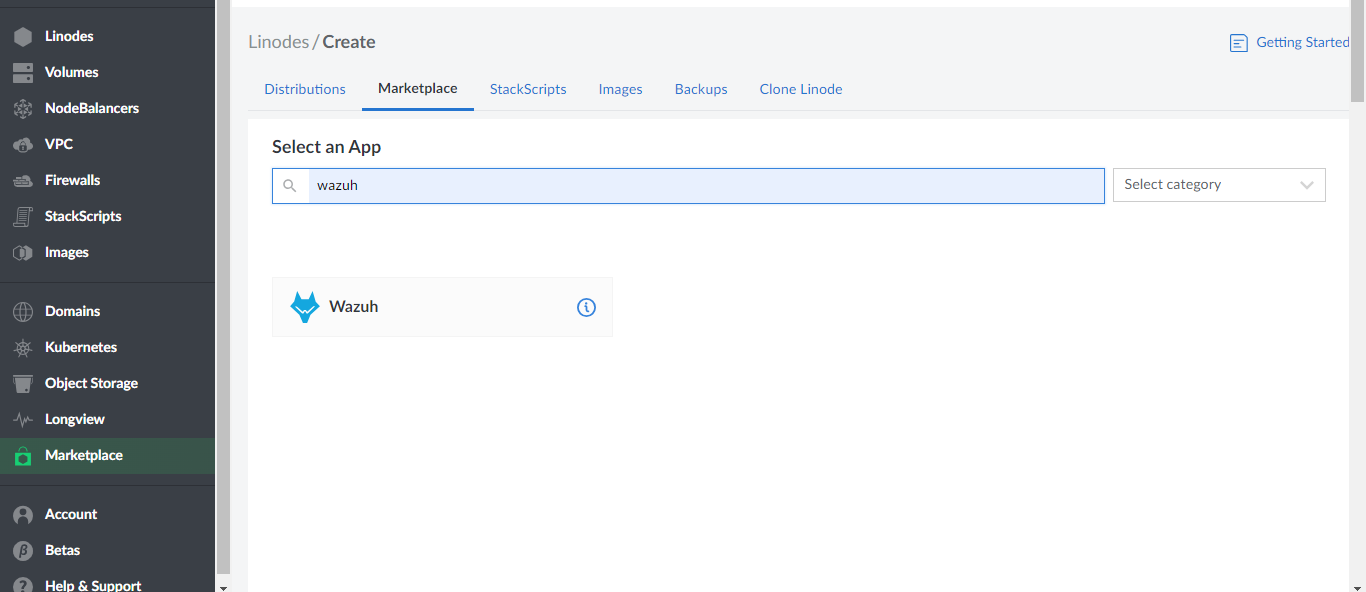 Linodes
Volumes
NodeBalancers
VPC
Firewalls
StackScripts
Images
Domains
Kubernetes
Object Storage
Longview
Marketplace
Account
Betas
Help & Support
Linodes / Create
Getting Started
Distributions Marketplace StackScripts Images Backups Clone Linode
Select an App
wazuh
Select category
Wazuh